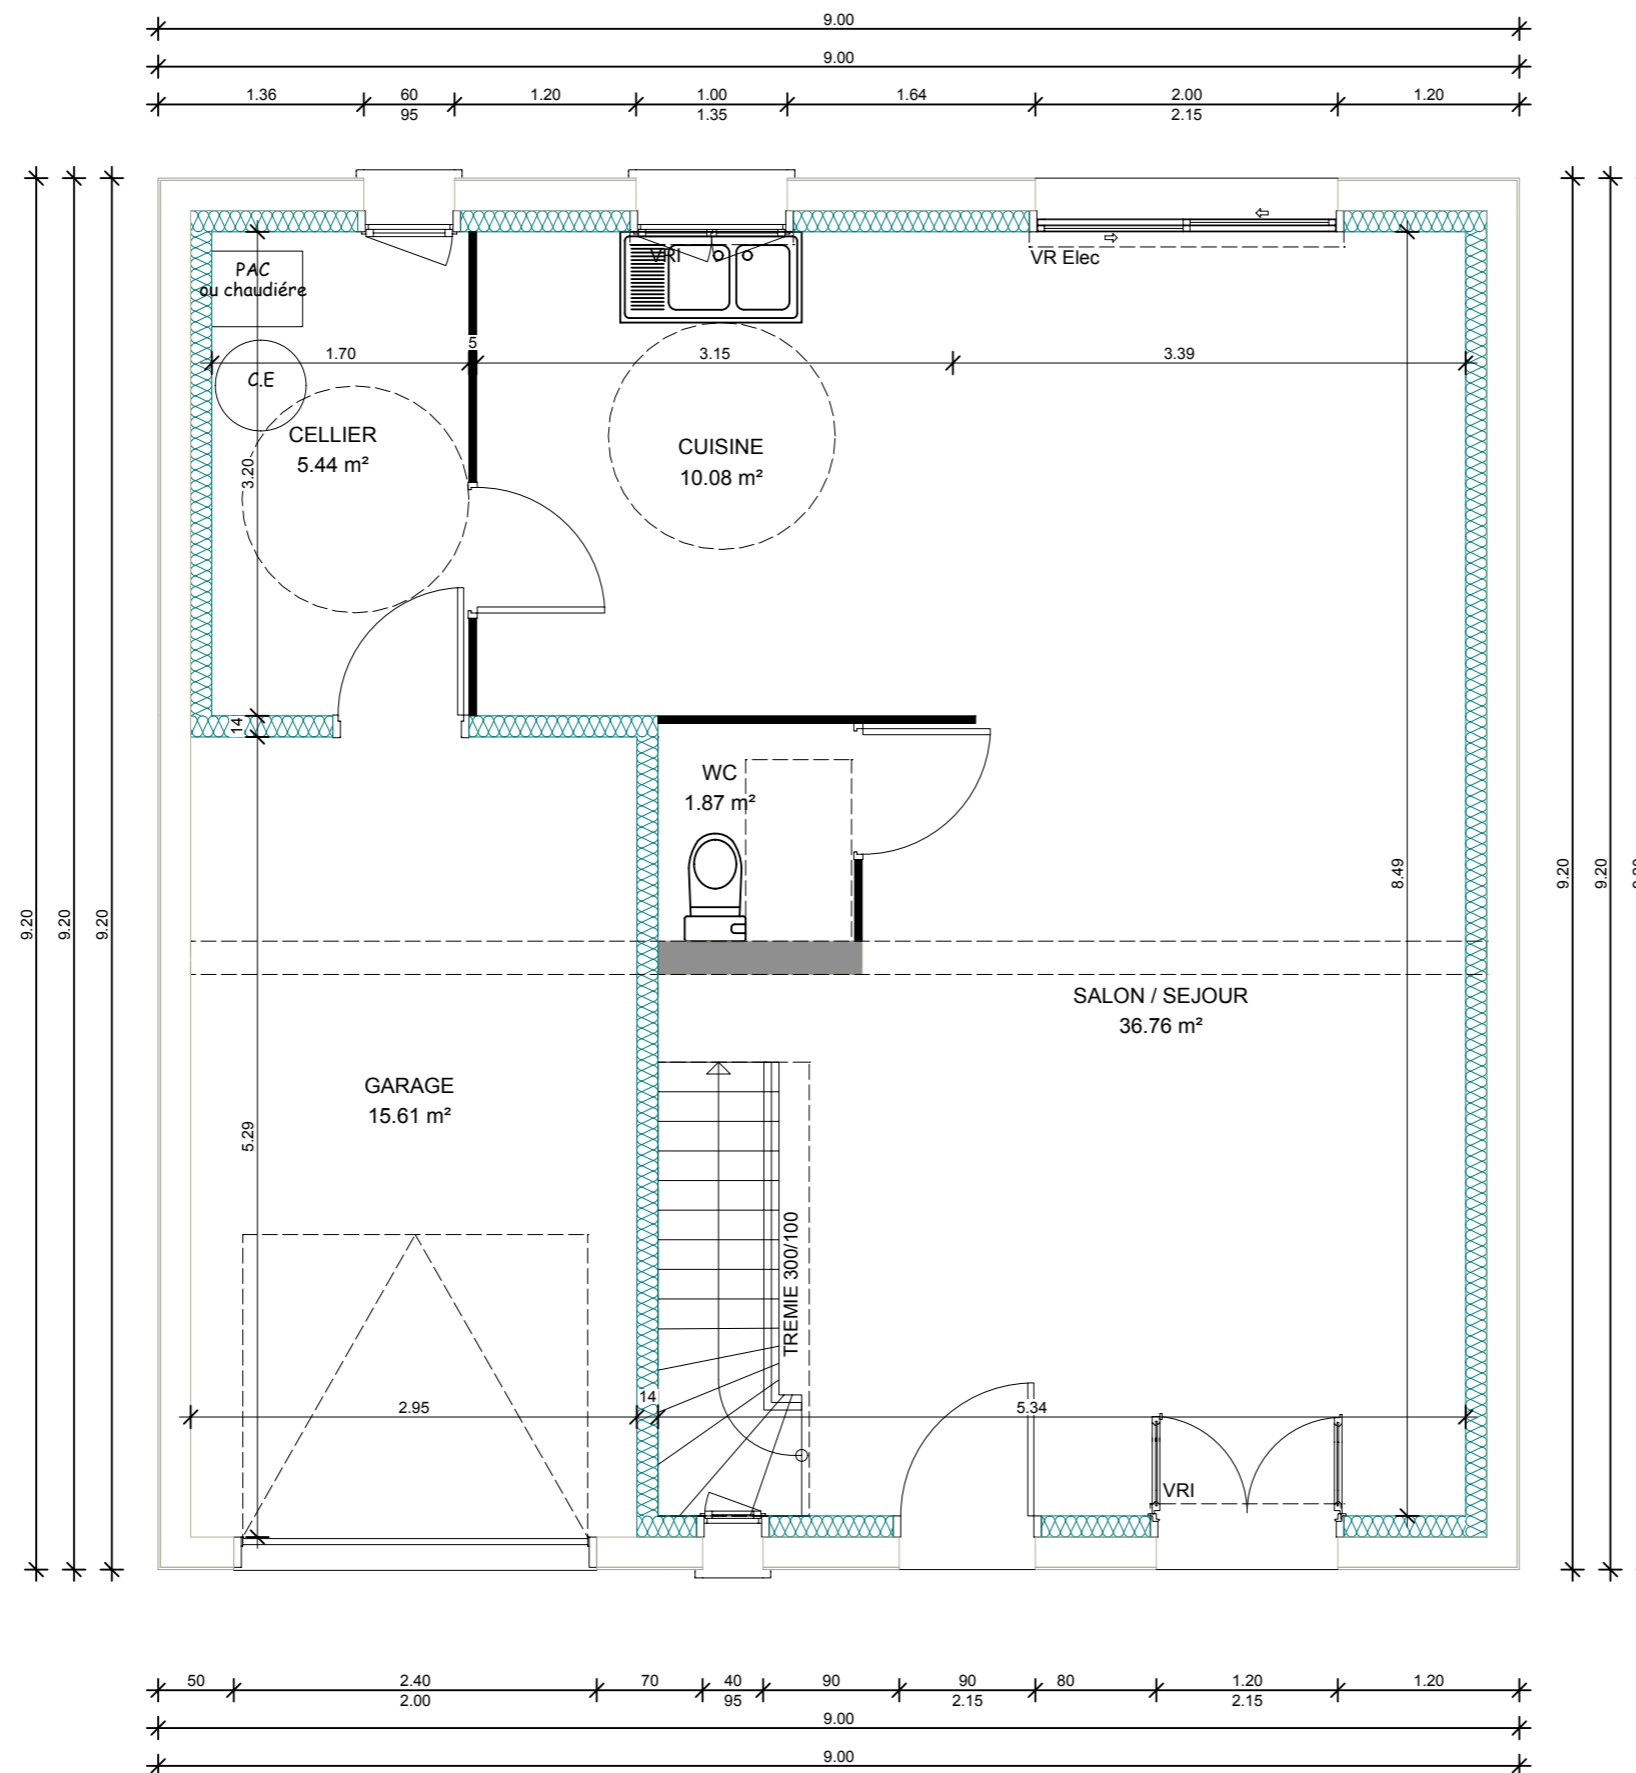 9.00
9.00
1.36 60 1.20 1.00 1.64 2.00 1.20
95 1.35 2.15
VRI
VR Elec
PAC
ou chaudiére
5
1.70 3.15 3.39
C.E
CELLIER
5.44 m²
CUISINE
10.08 m²
3.20
14
WC
1.87 m²
8.49
9.20
9.20
9.20
9.20
9.20
SALON / SEJOUR
36.76 m²
GARAGE
15.61 m²
5.29
TREMIE 300/100
14
2.95 5.34
VRI
50 2.40 70 40 90 90 80 1.20 1.20
2.00 95 2.15 2.15
9.00
9.00